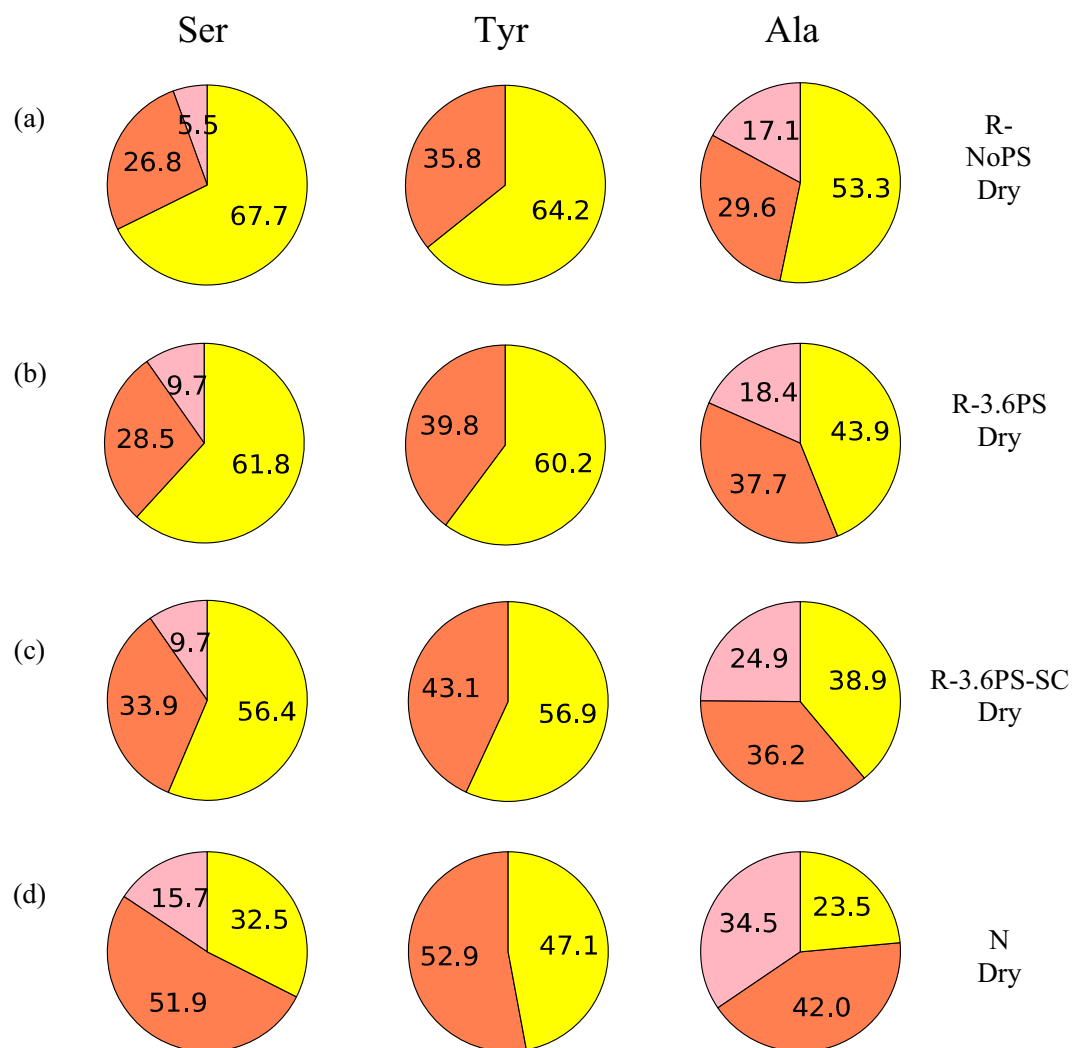 Ser Tyr Ala
(a)
5.5
26.8
67.7
35.8
64.2
17.1
29.6
53.3
R-
NoPS
Dry
(b)
9.7
28.5
61.8
39.8
60.2
18.4
37.7
43.9
R-3.6PS
Dry
(c)
9.7
33.9
56.4
43.1
56.9
24.9
36.2
38.9
R-3.6PS-SC
Dry
(d)
15.7
32.5
51.9
52.9
47.1
34.5
23.5
42.0
N
Dry